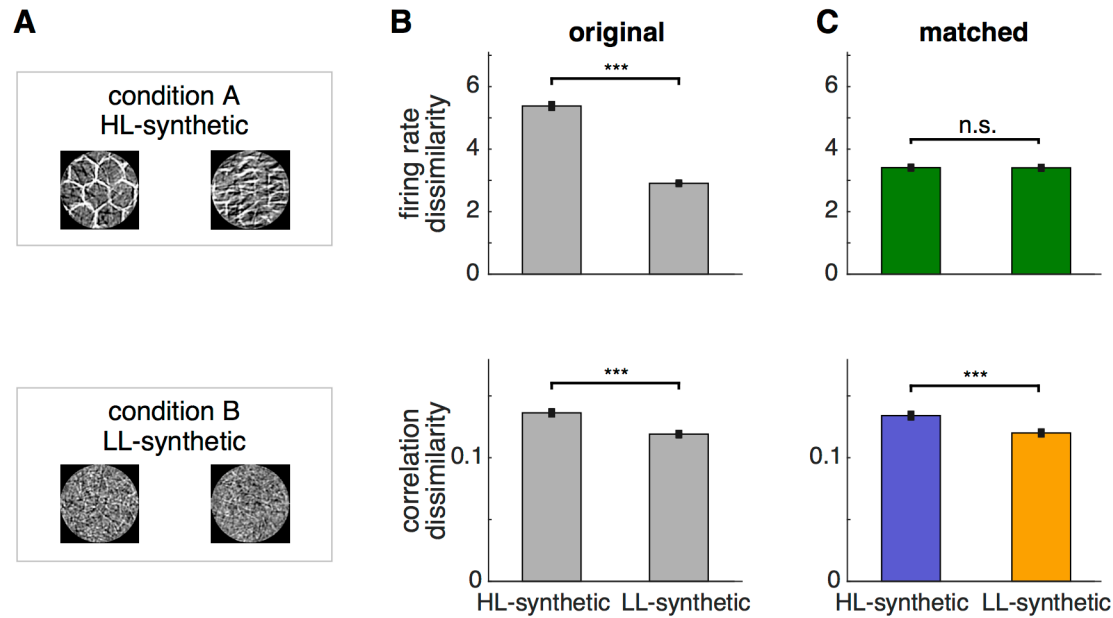 A
condition A
HL-synthetic
condition B
LL-synthetic
B
original
firing rate
dissimilarity
6
4
2
0
***
correlation
dissimilarity
0.1
0
***
HL-synthetic
LL-synthetic
C
matched
6
4
2
0
n.s.
0.1
0
***
HL-synthetic
LL-synthetic